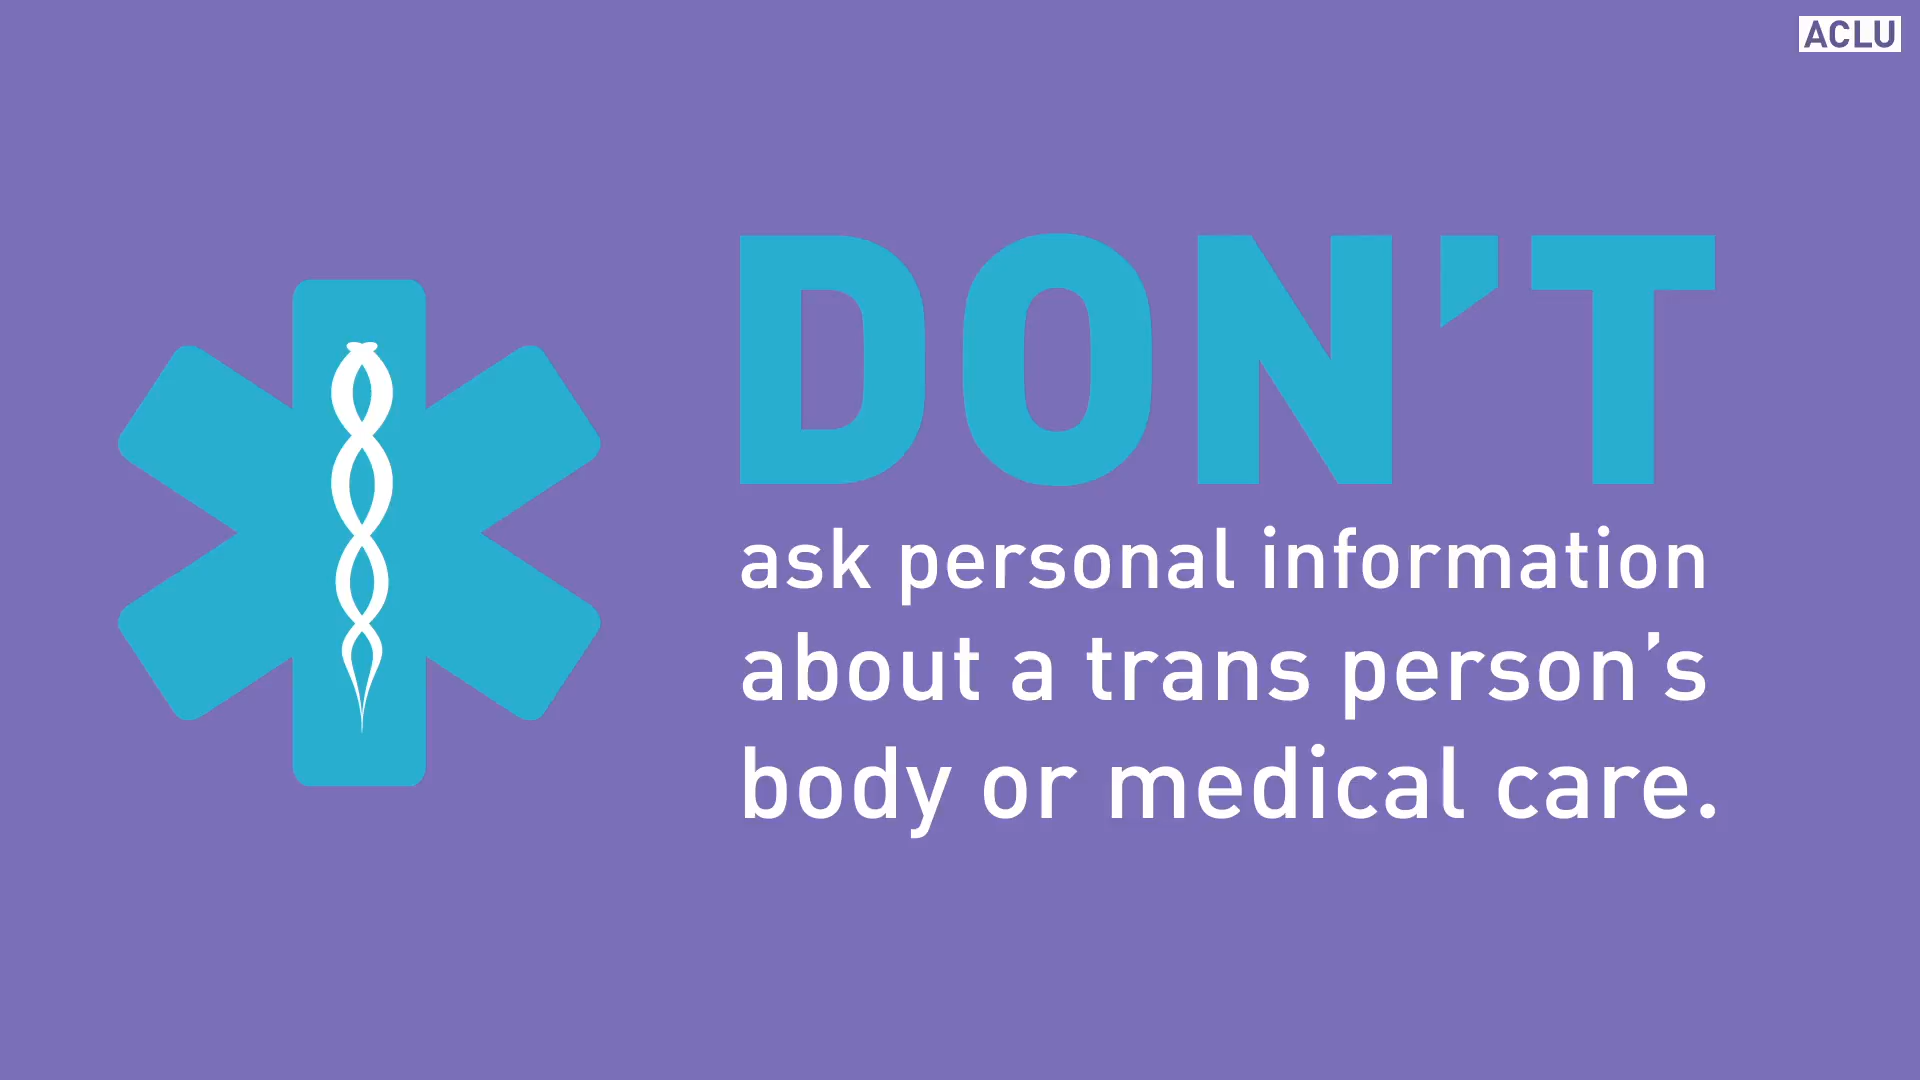 ACLU
DON'T
ask personal information
about a trans person's
body or medical care.